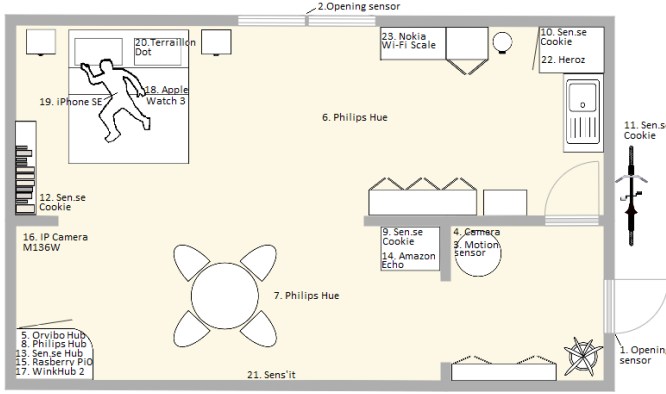 2.Opening sensor
23. Nokia
Wi-Fi Scale
10. Sen.se
Cookie
22. Heroz
20.Terraillon
Dot
18. Apple
Watch 3
19. iPhone SE
6. Philips Hue
11. Sen.se
Cookie
12. Sen.se
Cookie
16. IP Camera
M136W
9. Sen.se
Cookie
14. Amazon
Echo
4. Camera
3. Motion
sensor
7. Philips Hue
5. Orvibo Hub
8. Philips Hub
13. Sen.se Hub
15. Rasberry PiO
17. WinkHub 2
21. Sens'it
1. Opening
sensor